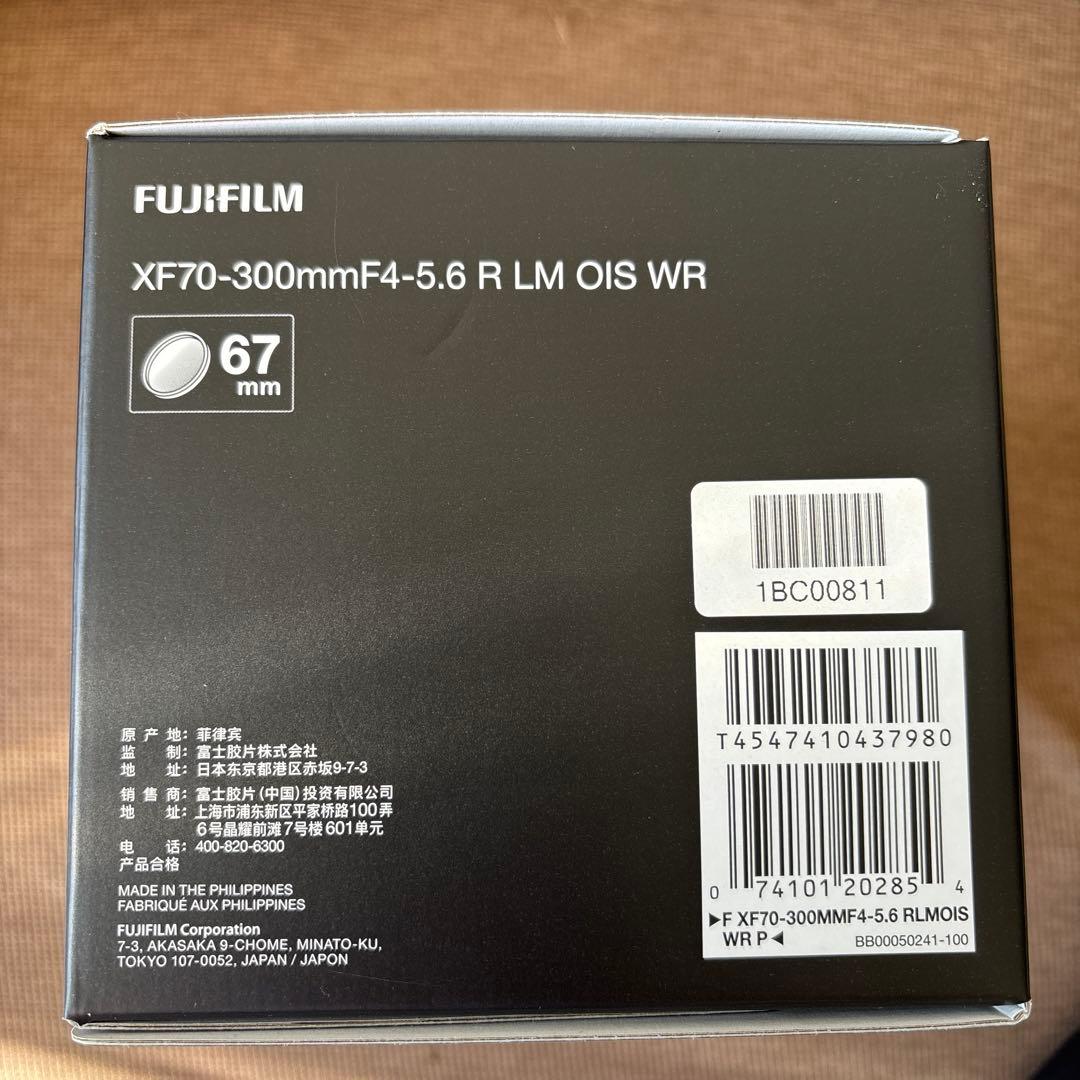 FUJIFILM
XF70-300mmF4-5.6 R LM OIS WR
67
mm
1BC00811
T4547410437980
0 74101 20285 4
▶F XF70-300MMF4-5.6 RLMOIS
WR P◀
BB00050241-100
原产地：菲律宾
监制：富士胶片株式会社
地址：日本东京都港区赤坂9-7-3
销售商：富士胶片(中国)投资有限公司
地址：上海市浦东新区平家桥路100弄
6号晶耀前滩7号楼601单元
电话：400-820-6300
产品合格
MADE IN THE PHILIPPINES
FABRIQUÉ AUX PHILIPPINES
FUJIFILM Corporation
7-3, AKASAKA 9-CHOME, MINATO-KU,
TOKYO 107-0052, JAPAN / JAPON